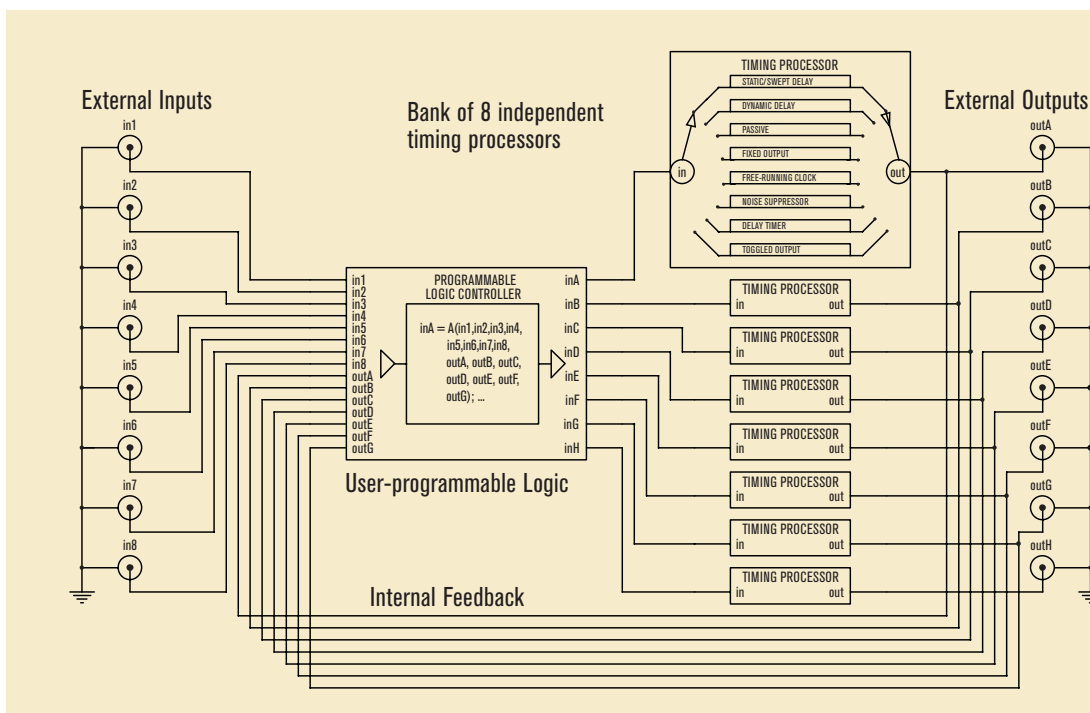 External Inputs
in1
in2
in3
in4
in5
in6
in7
in8
Bank of 8 independent
timing processors
TIMING PROCESSOR
STATIC/SWEPT DELAY
DYNAMIC DELAY
PASSIVE
FIXED OUTPUT
FREE-RUNNING CLOCK
NOISE SUPPRESSOR
DELAY TIMER
TOGGLED OUTPUT
in
out
External Outputs
outA
outB
outC
outD
outE
outF
outG
outH
in1
in2
in3
in4
in5
in6
in7
in8
outA
outB
outC
outD
outE
outF
outG
PROGRAMMABLE
LOGIC CONTROLLER
inA = A(in1,in2,in3,in4,
in5,in6,in7,in8,
outA, outB, outC,
outD, outE, outF,
outG); ...
inA
inB
inC
inD
inE
inF
inG
inH
User-programmable Logic
TIMING PROCESSOR
in out
TIMING PROCESSOR
in out
TIMING PROCESSOR
in out
TIMING PROCESSOR
in out
TIMING PROCESSOR
in out
TIMING PROCESSOR
in out
TIMING PROCESSOR
in out
Internal Feedback